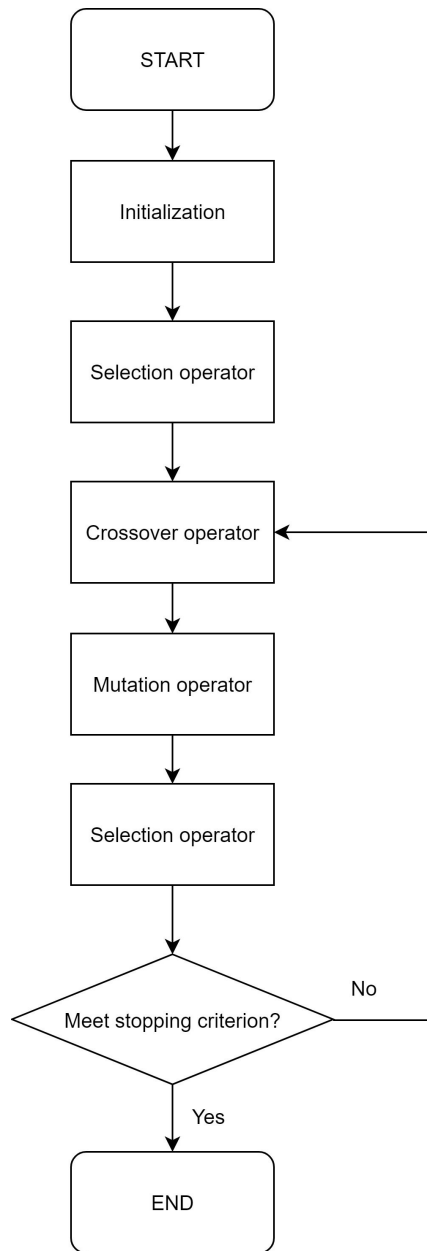 START
Initialization
Selection operator
Crossover operator
Mutation operator
Selection operator
Meet stopping criterion?
No
Yes
END